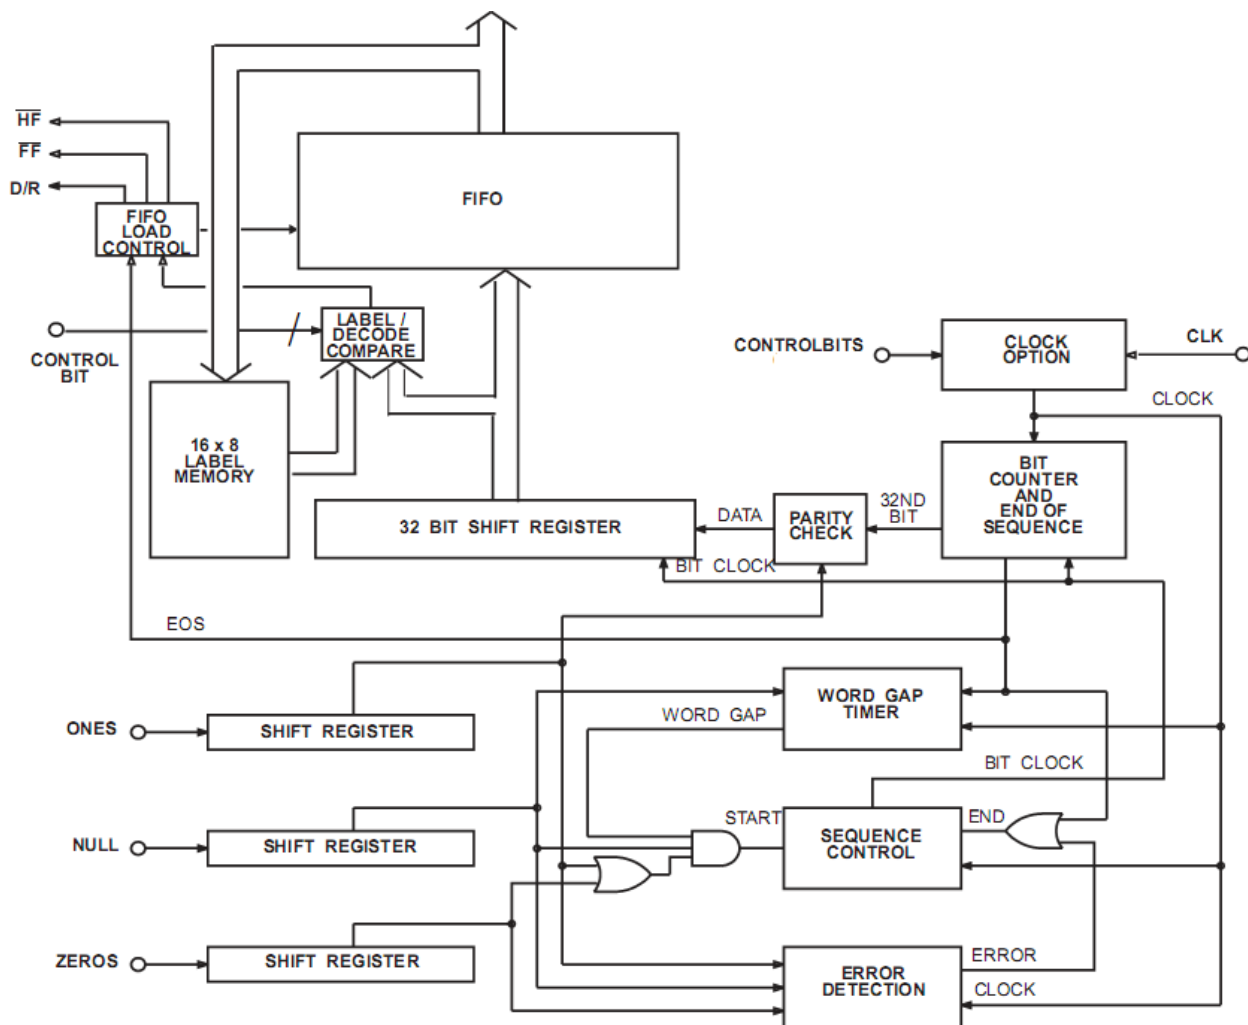 HF
FF
D/R
FIFO
LOAD
CONTROL
FIFO
CONTROL
BIT
LABEL /
DECODE
COMPARE
16 x 8
LABEL
MEMORY
CONTROLBITS
CLOCK
OPTION
CLK
CLOCK
BIT
COUNTER
AND
END OF
SEQUENCE
32ND
BIT
PARITY
CHECK
DATA
32 BIT SHIFT REGISTER
BIT CLOCK
EOS
ONES
SHIFT REGISTER
WORD GAP
WORD GAP
TIMER
BIT CLOCK
NULL
SHIFT REGISTER
START
SEQUENCE
CONTROL
END
ZEROS
SHIFT REGISTER
ERROR
DETECTION
ERROR
CLOCK